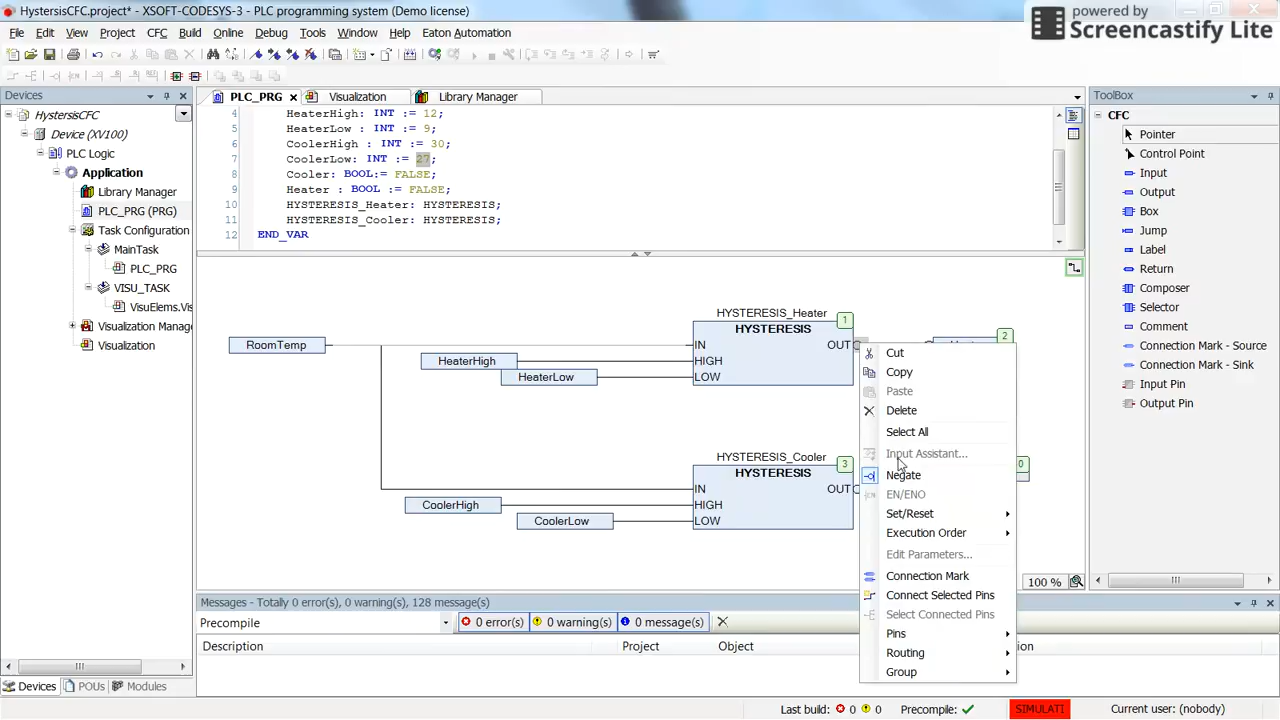 HystersisCFC.project* - XSOFT-CODESYS-3 - PLC programming system (Demo license)
powered by
Screencastify Lite
File Edit View Project CFC Build Online Debug Tools Window Help Eaton Automation
Devices
PLC_PRG
Visualization
Library Manager
ToolBox
HystersisCFC
Device (XV100)
PLC Logic
Application
Library Manager
PLC_PRG (PRG)
Task Configuration
MainTask
PLC_PRG
VISU_TASK
VisuElems.Vis
Visualization Manag
Visualization
4 HeaterHigh: INT := 12;
5 HeaterLow : INT := 9;
6 CoolerHigh : INT := 30;
7 CoolerLow: INT := 27;
8 Cooler: BOOL:= FALSE;
9 Heater : BOOL := FALSE;
10 HYSTERESIS_Heater: HYSTERESIS;
11 HYSTERESIS_Cooler: HYSTERESIS;
12 END_VAR
CFC
Pointer
Control Point
Input
Output
Box
Jump
Label
Return
Composer
Selector
Comment
Connection Mark - Source
Connection Mark - Sink
Input Pin
Output Pin
HYSTERESIS_Heater
1
HYSTERESIS
RoomTemp
IN
OUT
2
HeaterHigh
HIGH
HeaterLow
LOW
HYSTERESIS_Cooler
3
HYSTERESIS
IN
OUT
0
CoolerHigh
HIGH
CoolerLow
LOW
Cut
Copy
Paste
Delete
Select All
Input Assistant...
Negate
EN/ENO
Set/Reset
Execution Order
Edit Parameters...
Connection Mark
Connect Selected Pins
Select Connected Pins
Pins
Routing
Group
100 %
Messages - Totally 0 error(s), 0 warning(s), 128 message(s)
Precompile
0 error(s)
0 warning(s)
0 message(s)
Description Project Object
Devices
POUs
Modules
Last build: 0 0 Precompile:
SIMULATI
Current user: (nobody)